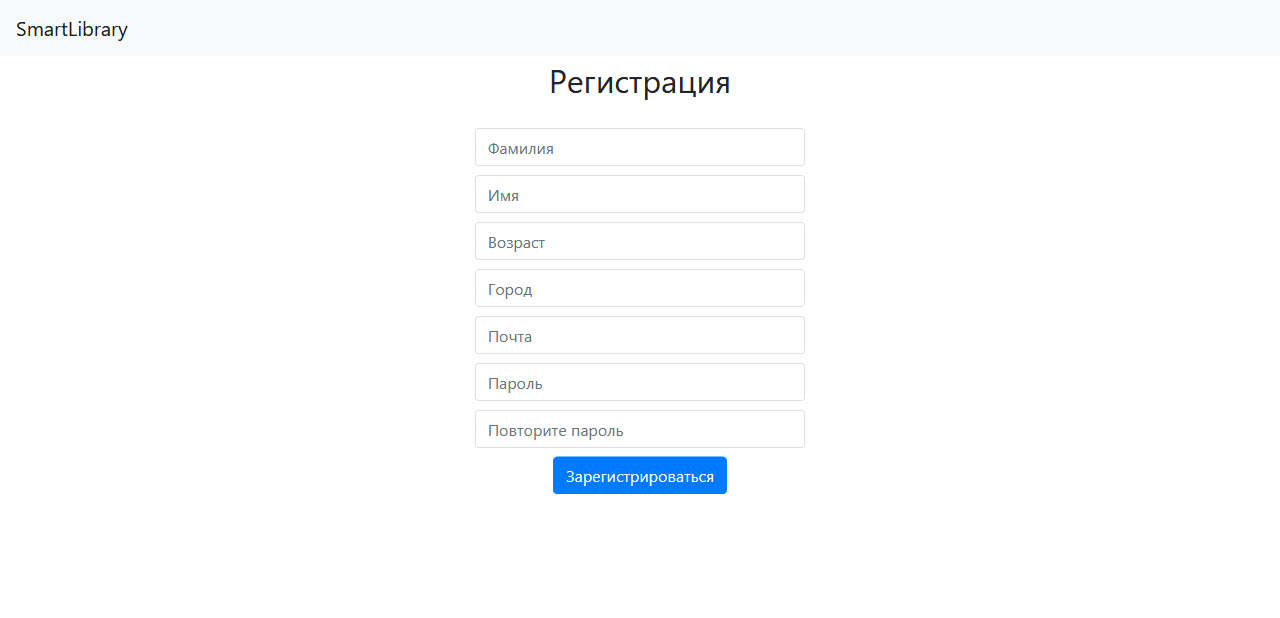 SmartLibrary
Регистрация
Фамилия
Имя
Возраст
Город
Почта
Пароль
Повторите пароль
Зарегистрироваться